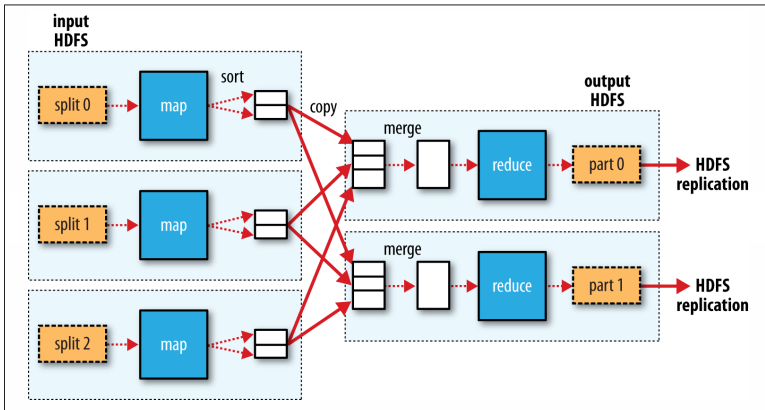 input
HDFS
split 0
map
sort
copy
split 1
map
split 2
map
output
HDFS
merge
reduce
part 0
HDFS
replication
merge
reduce
part 1
HDFS
replication